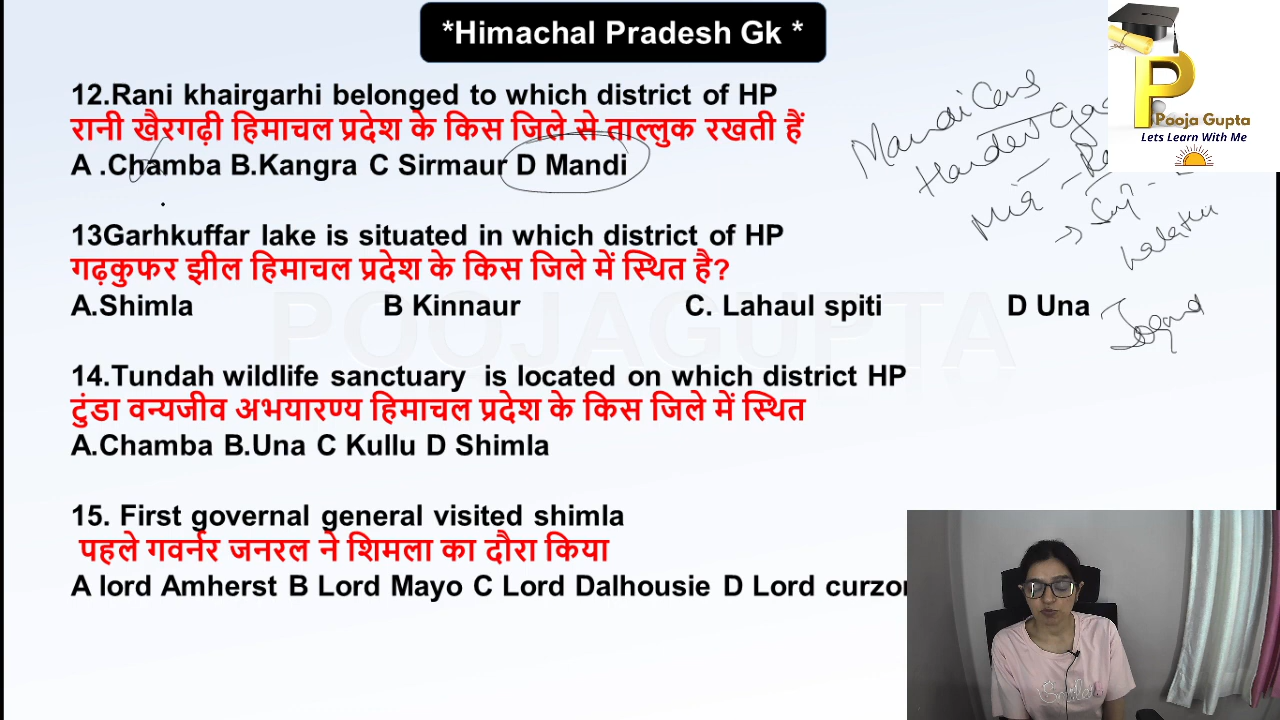 *Himachal Pradesh Gk *
12.Rani khairgarhi belonged to which district of HP
रानी खैरगढ़ी हिमाचल प्रदेश के किस जिले से ताल्लुक रखती हैं
A .Chamba B.Kangra C Sirmaur D Mandi
13Garhkuffar lake is situated in which district of HP
गढ़कुफर झील हिमाचल प्रदेश के किस जिले में स्थित है?
A.Shimla B Kinnaur C. Lahaul spiti D Una
14.Tundah wildlife sanctuary is located on which district HP
टुंडा वन्यजीव अभयारण्य हिमाचल प्रदेश के किस जिले में स्थित
A.Chamba B.Una C Kullu D Shimla
15. First governal general visited shimla
पहले गवर्नर जनरल ने शिमला का दौरा किया
A lord Amherst B Lord Mayo C Lord Dalhousie D Lord curzon
P
Pooja Gupta
Lets Learn With Me
Mandi
Hardev
POOJAGUPTA